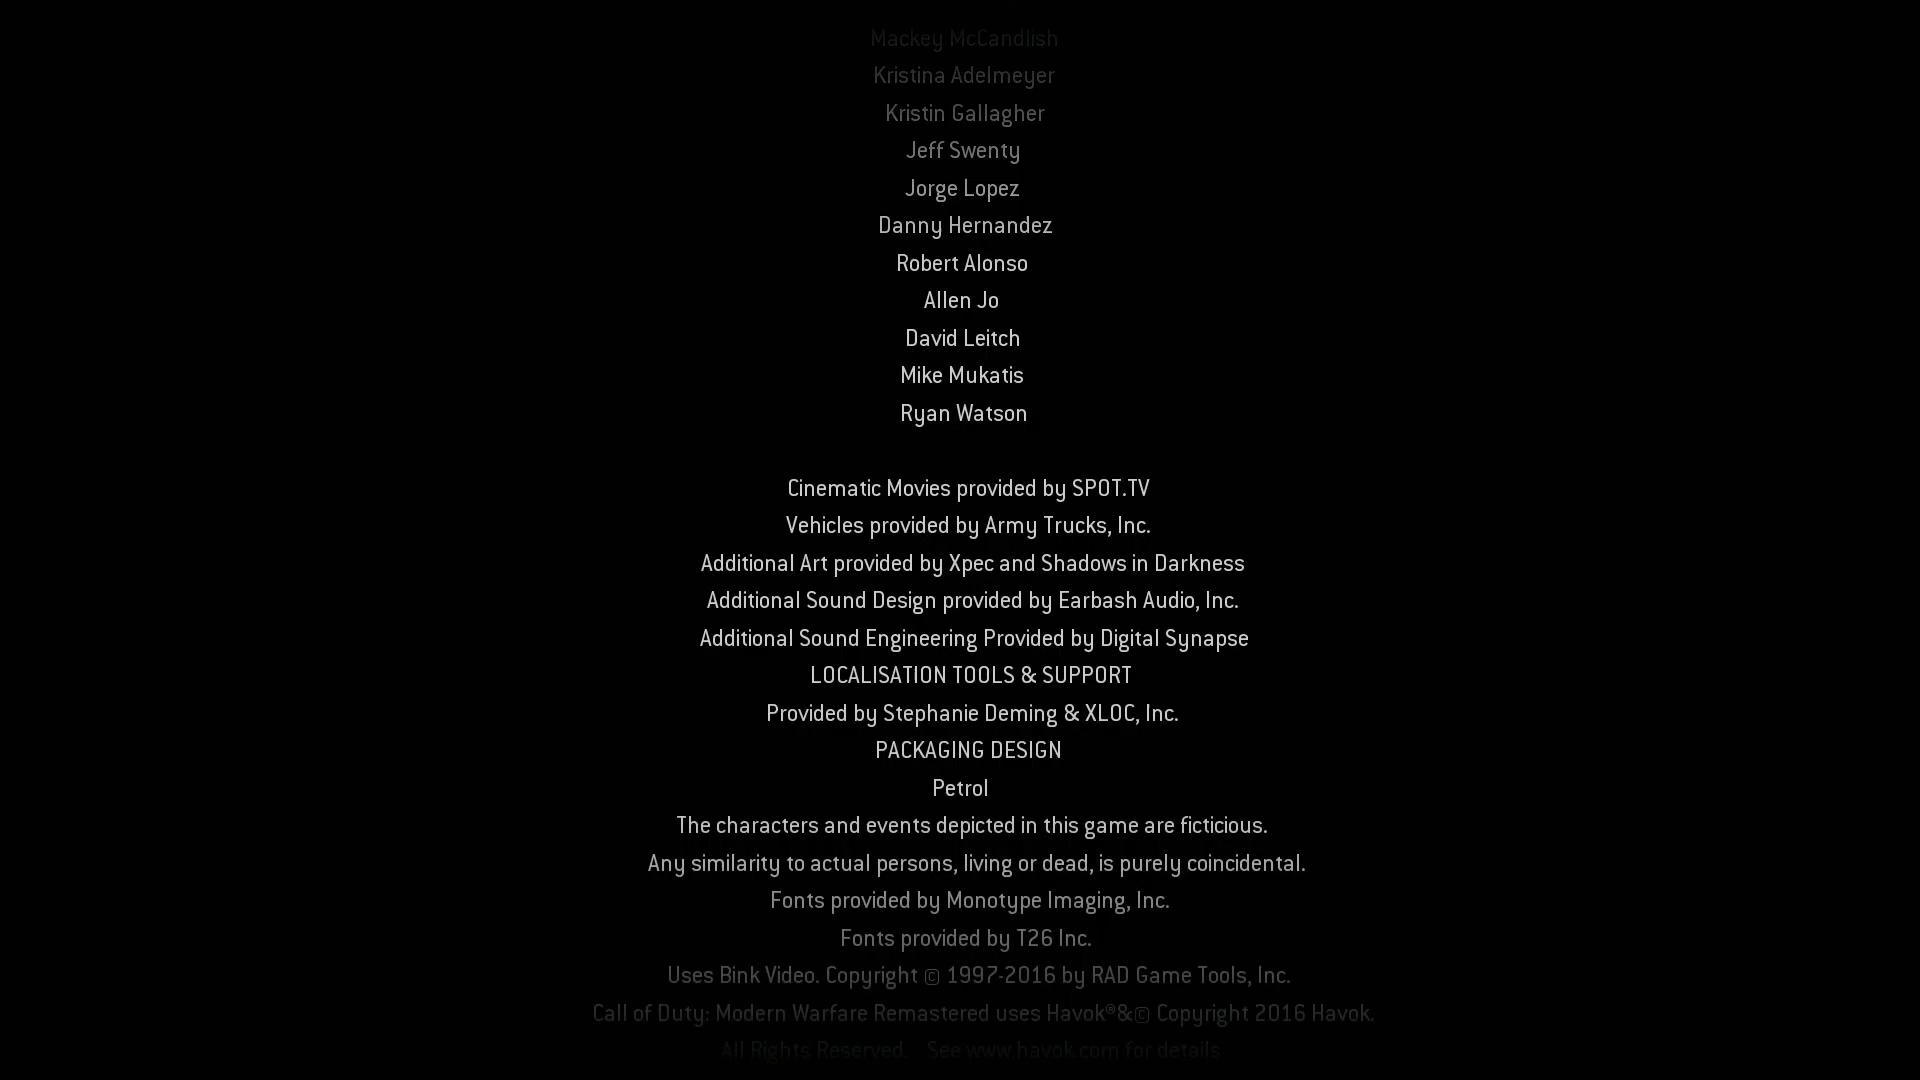 Mackey McCandlish
Kristina Adelmeyer
Kristin Gallagher
Jeff Swenty
Jorge Lopez
Danny Hernandez
Robert Alonso
Allen Jo
David Leitch
Mike Mukatis
Ryan Watson
Cinematic Movies provided by SPOT.TV
Vehicles provided by Army Trucks, Inc.
Additional Art provided by Xpec and Shadows in Darkness
Additional Sound Design provided by Earbash Audio, Inc.
Additional Sound Engineering Provided by Digital Synapse
LOCALISATION TOOLS & SUPPORT
Provided by Stephanie Deming & XLOC, Inc.
PACKAGING DESIGN
Petrol
The characters and events depicted in this game are ficticious.
Any similarity to actual persons, living or dead, is purely coincidental.
Fonts provided by Monotype Imaging, Inc.
Fonts provided by T26 Inc.
Uses Bink Video. Copyright © 1997-2016 by RAD Game Tools, Inc.
Call of Duty: Modern Warfare Remastered uses Havok®&© Copyright 2016 Havok.
All Rights Reserved. See www.havok.com for details